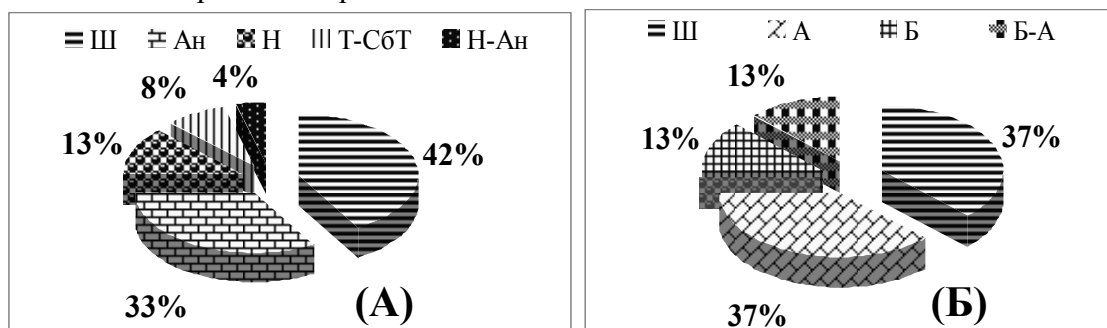 Ш Ан Н Т-СбТ Н-Ан
4%
8%
13%
42%
33%
(А)
Ш А Б Б-А
13%
13%
37%
37%
(Б)